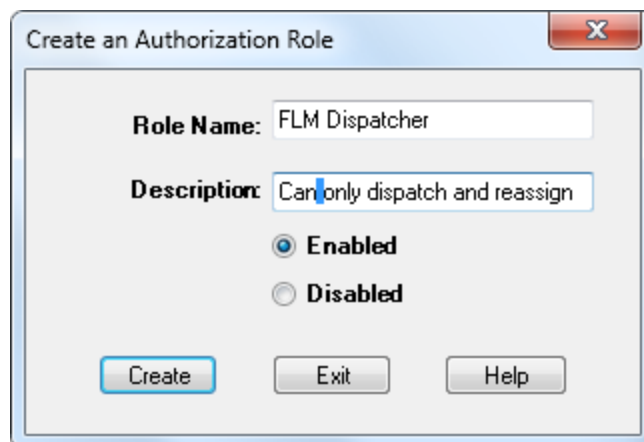 Create an Authorization Role
Role Name: FLM Dispatcher
Description: Can only dispatch and reassign
Enabled
Disabled
Create Exit Help